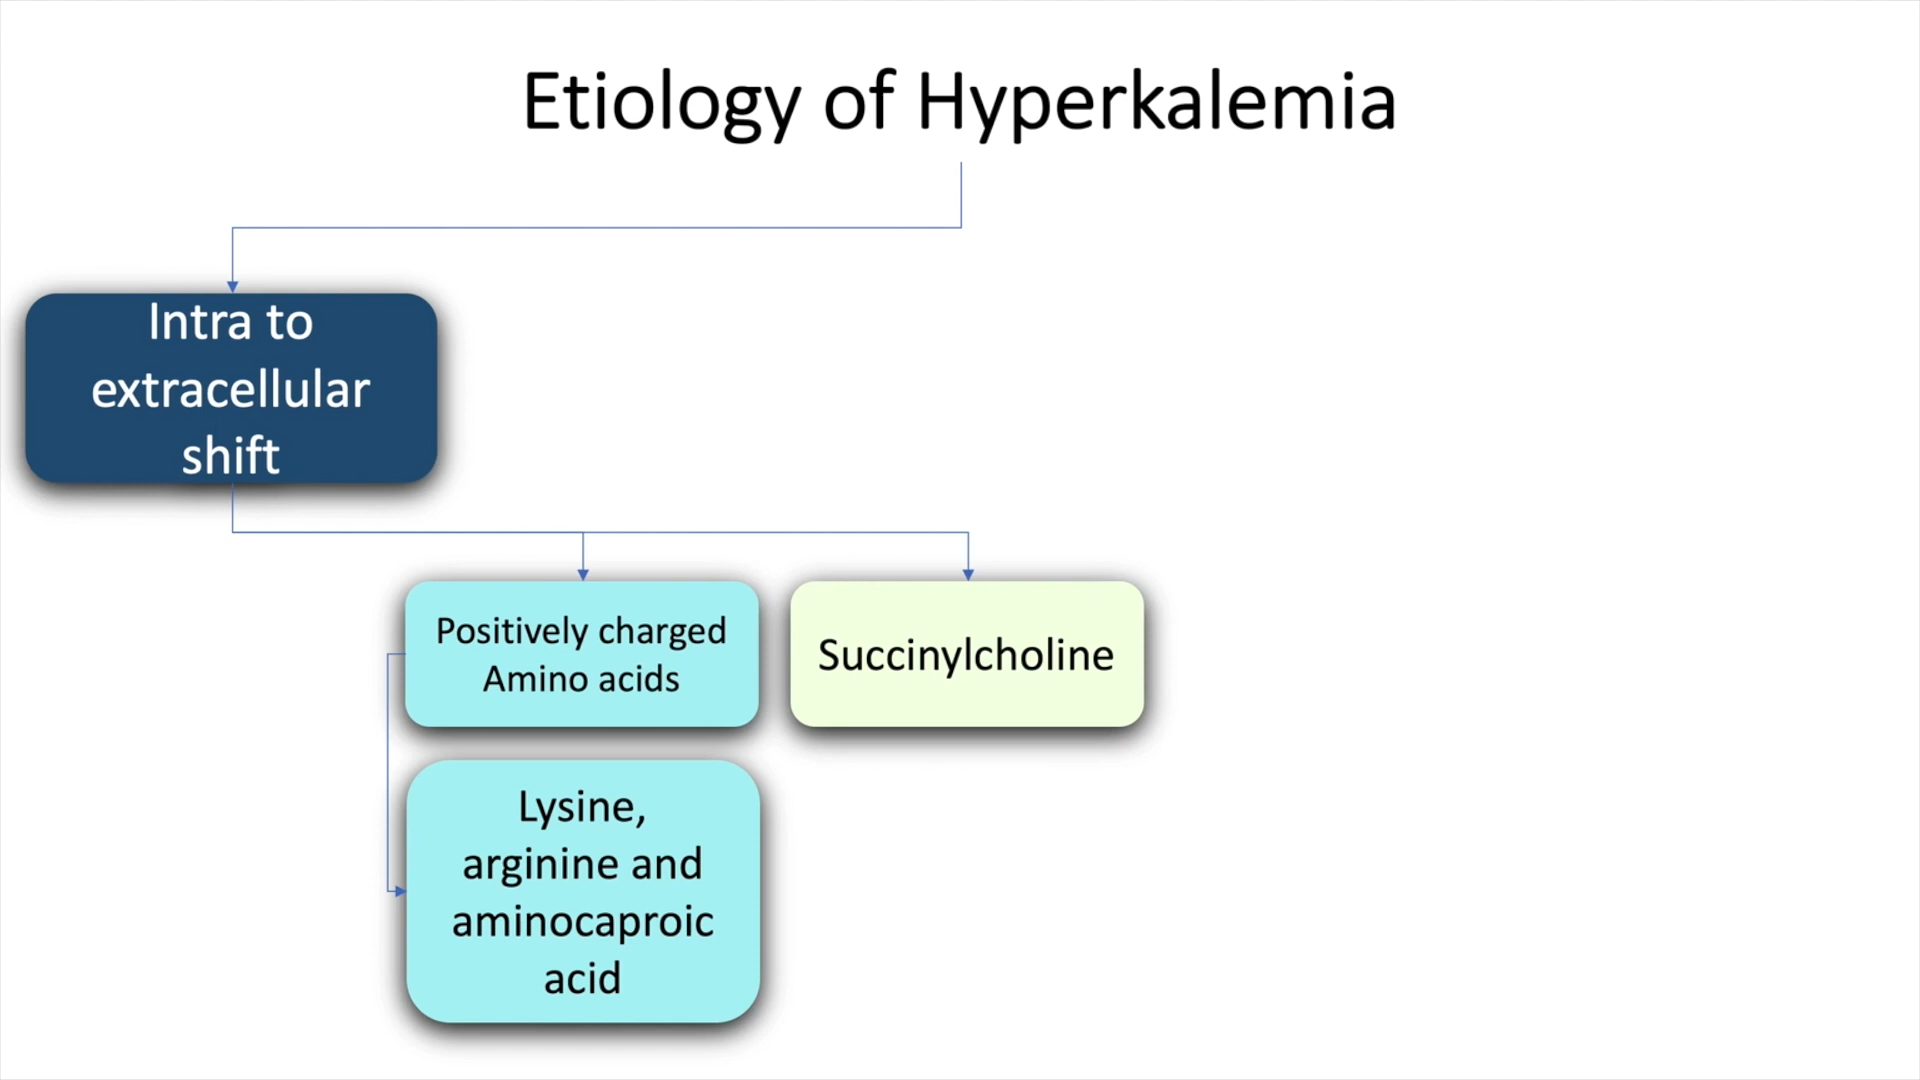 Etiology of Hyperkalemia
Intra to
extracellular
shift
Positively charged
Amino acids
Succinylcholine
Lysine,
arginine and
aminocaproic
acid